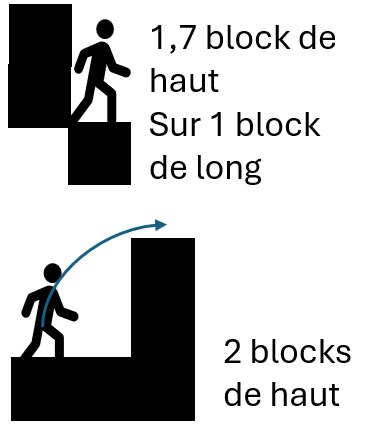 1,7 block de
haut
Sur 1 block
de long
2 blocks
de haut